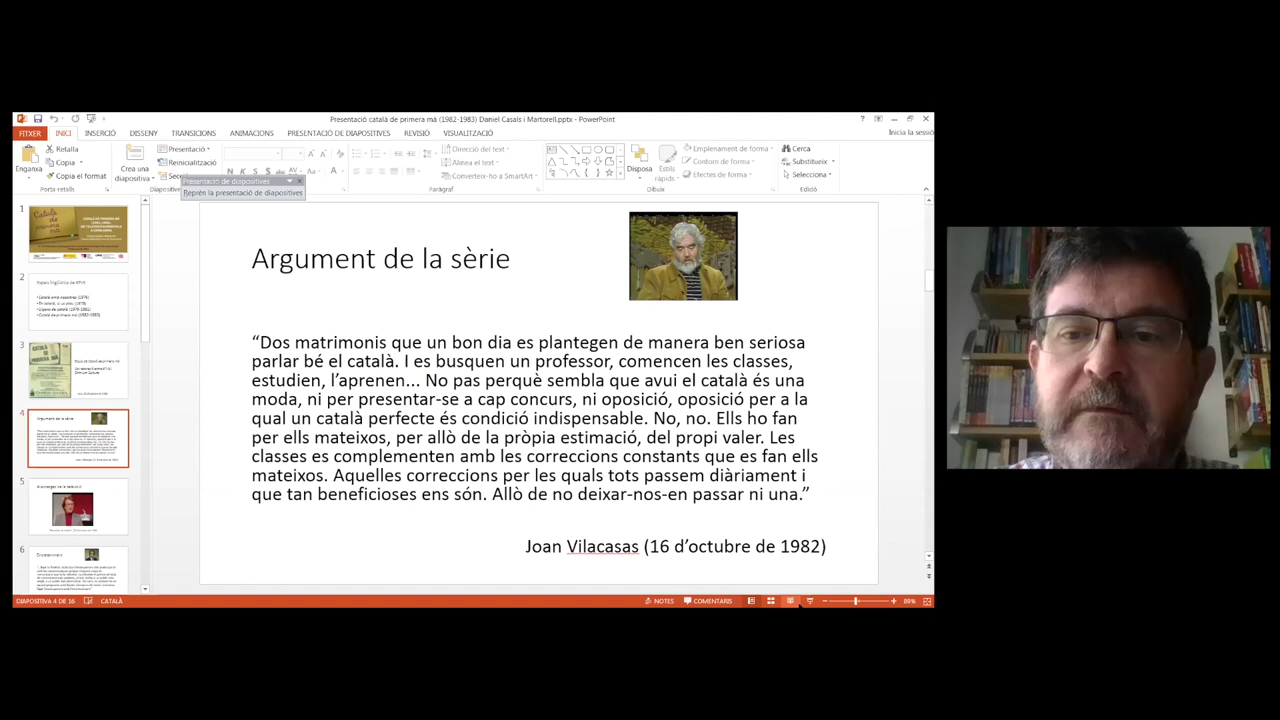 Presentació català de primera mà (1982-1983) Daniel Casals i Martorell.pptx - PowerPoint
FITXER INICI INSERCIÓ DISSENY TRANSICIONS ANIMACIONS PRESENTACIÓ DE DIAPOSITIVES REVISIÓ VISUALITZACIÓ
Inicia la sessió
Enganxa
Retalla
Copia
Copia el format
Porta-retalls
Crea una
diapositiva
Presentació
Reinicialització
Presentació de diapositives
Reprèn la presentació de diapositives
Direcció del text
Alinea el text
Converteix-ho a SmartArt
Paràgraf
Disposa
Estils
ràpids
Emplenament de forma
Contorn de forma
Efectes de forma
Dibuix
Cerca
Substitueix
Selecciona
Edició
1
2
3
4
5
6
Argument de la sèrie
“Dos matrimonis que un bon dia es plantegen de manera ben seriosa
parlar bé el català. I es busquen un professor, comencen les classes,
estudien, l’aprenen... No pas perquè sembla que avui el català és una
moda, ni per presentar-se a cap concurs, ni oposició, oposició per a la
qual un català perfecte és condició indispensable. No, no. Ells ho fan
per ells mateixos, per allò de la pròpia estimació, del propi valer. Les
classes es complementen amb les correccions constants que es fan ells
mateixos. Aquelles correccions per les quals tots passem diàriament i
que tan beneficioses ens són. Allò de no deixar-nos-en passar ni una.”
Joan Vilacasas (16 d’octubre de 1982)
DIAPOSITIVA 4 DE 16 CATALÀ
NOTES COMENTARIS 89%